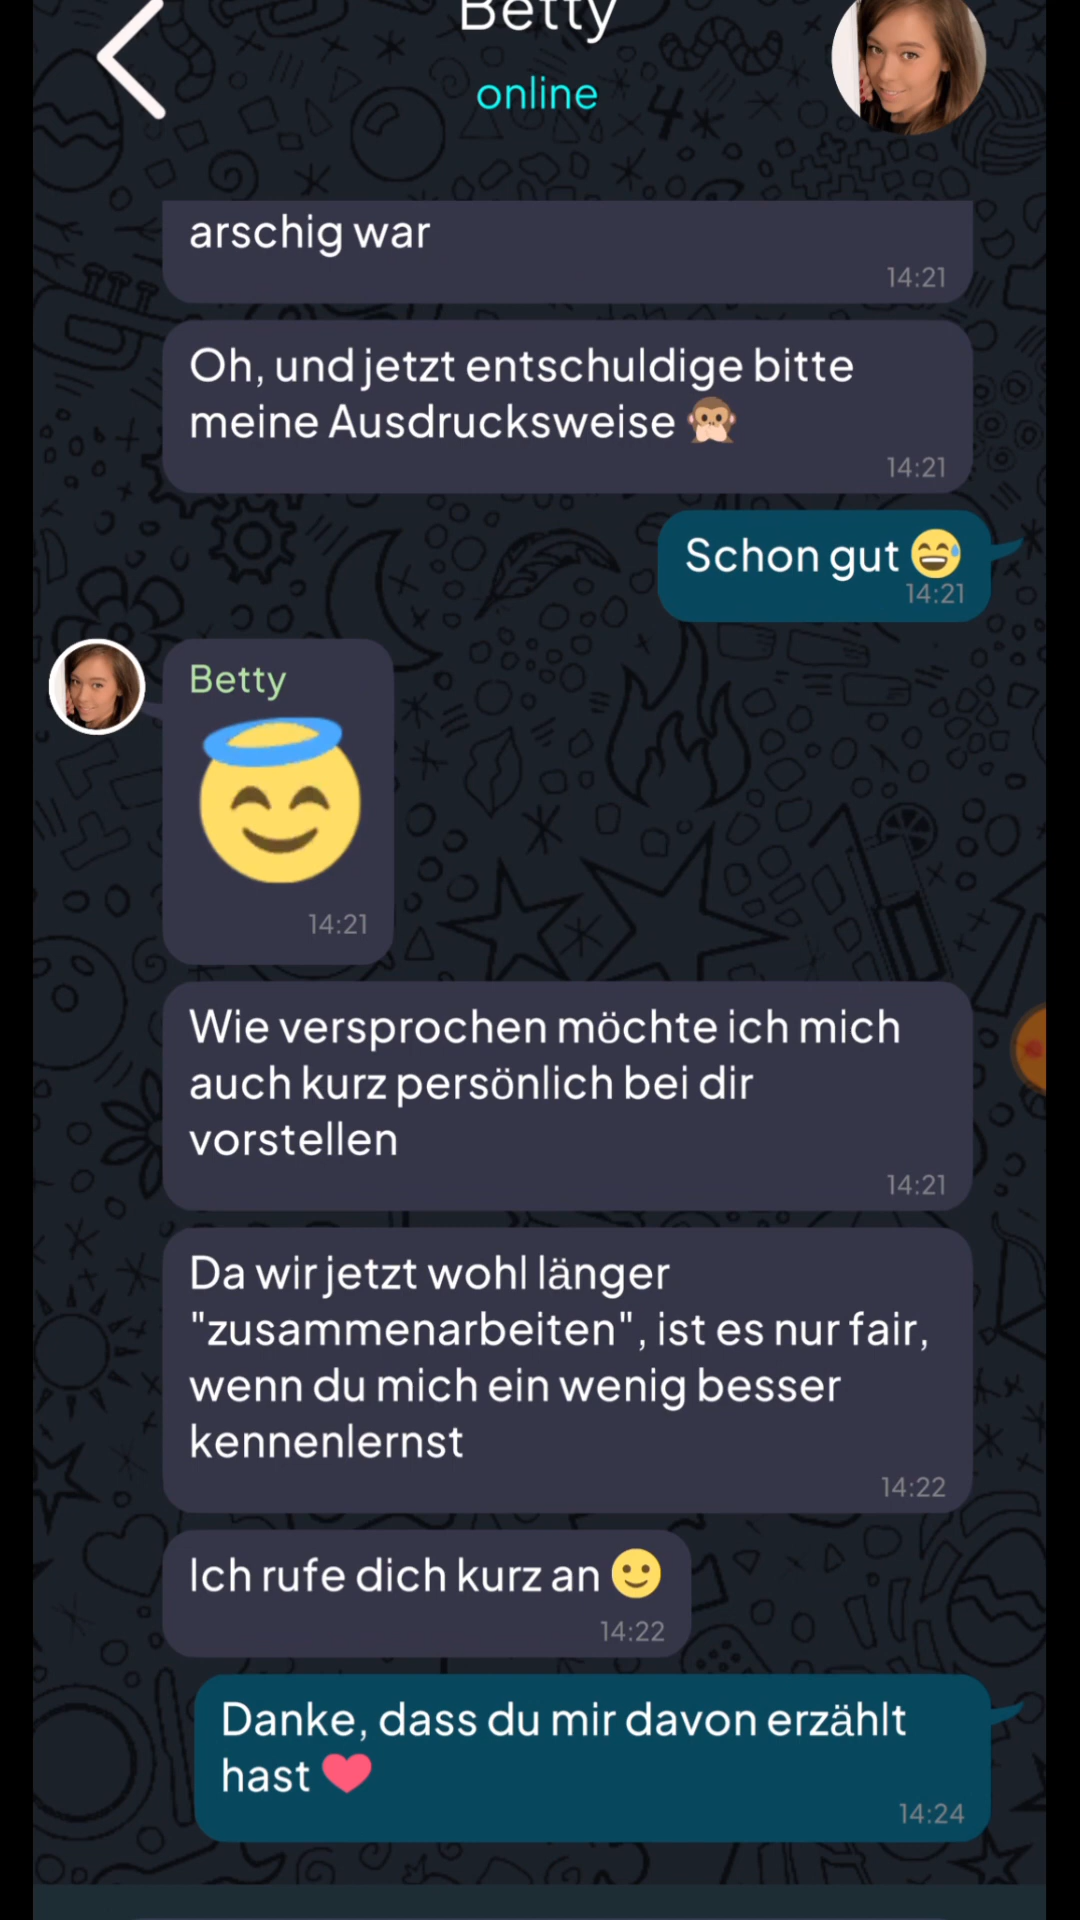 Betty
online
arschig war
14:21
Oh, und jetzt entschuldige bitte
meine Ausdrucksweise 🙊
14:21
Schon gut 😅
14:21
Betty
😇
14:21
Wie versprochen möchte ich mich
auch kurz persönlich bei dir
vorstellen
14:21
Da wir jetzt wohl länger
"zusammenarbeiten", ist es nur fair,
wenn du mich ein wenig besser
kennenlernst
14:22
Ich rufe dich kurz an 🙂
14:22
Danke, dass du mir davon erzählt
hast ❤️
14:24